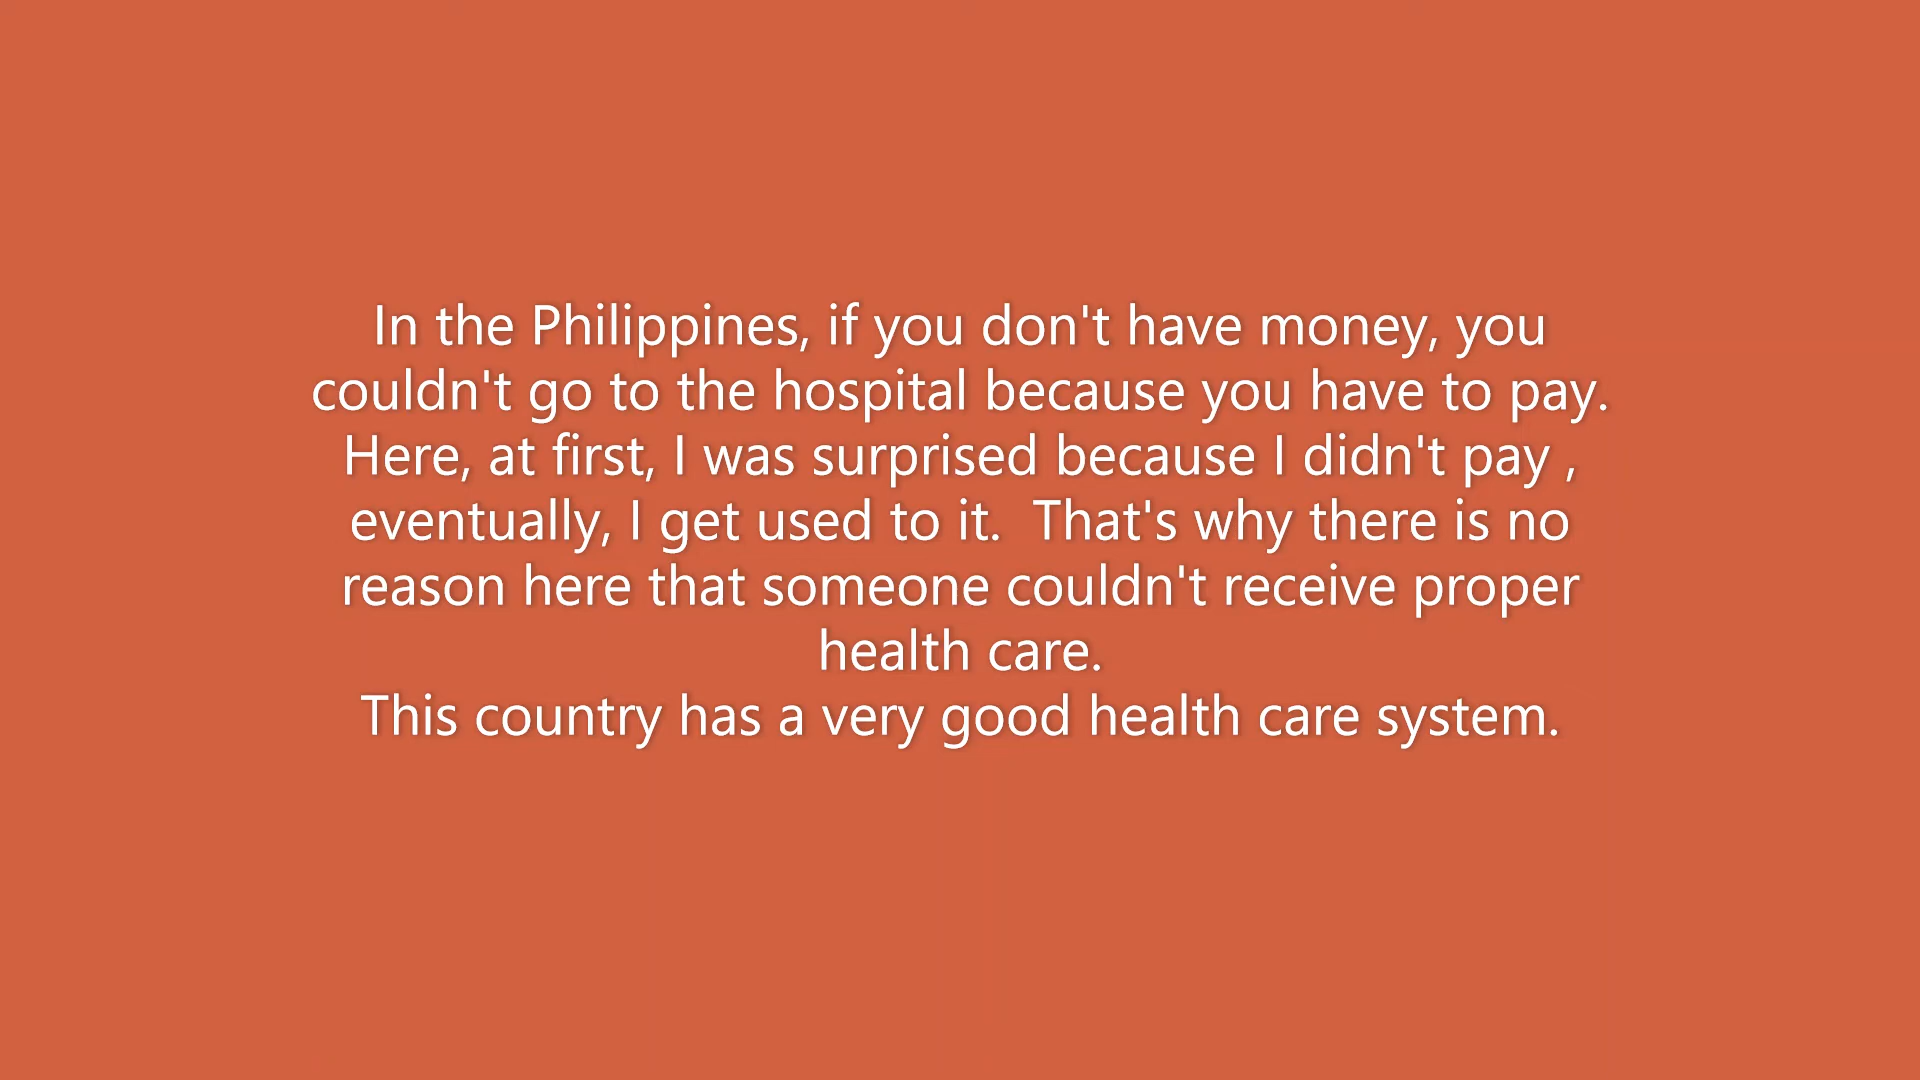 In the Philippines, if you don't have money, you
couldn't go to the hospital because you have to pay.
Here, at first, I was surprised because I didn't pay ,
eventually, I get used to it.  That's why there is no
reason here that someone couldn't receive proper
health care.
This country has a very good health care system.